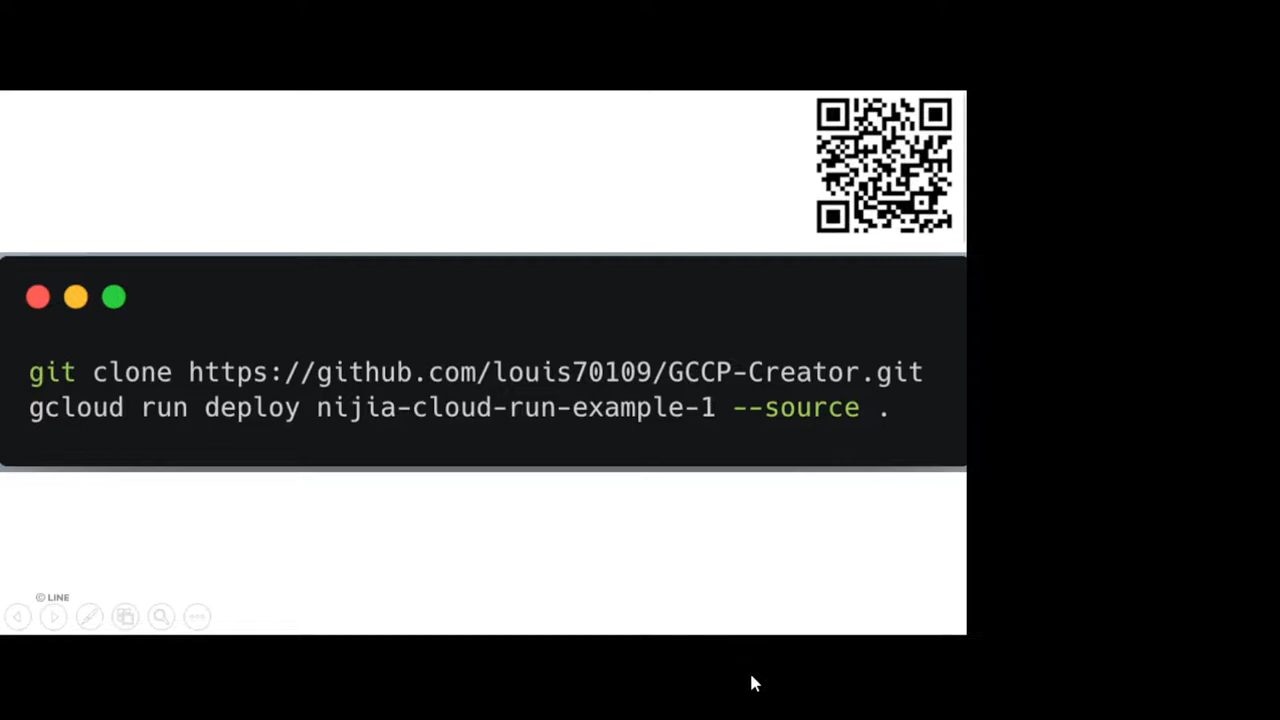 git clone https://github.com/louis70109/GCCP-Creator.git
gcloud run deploy nijia-cloud-run-example-1 --source .
© LINE